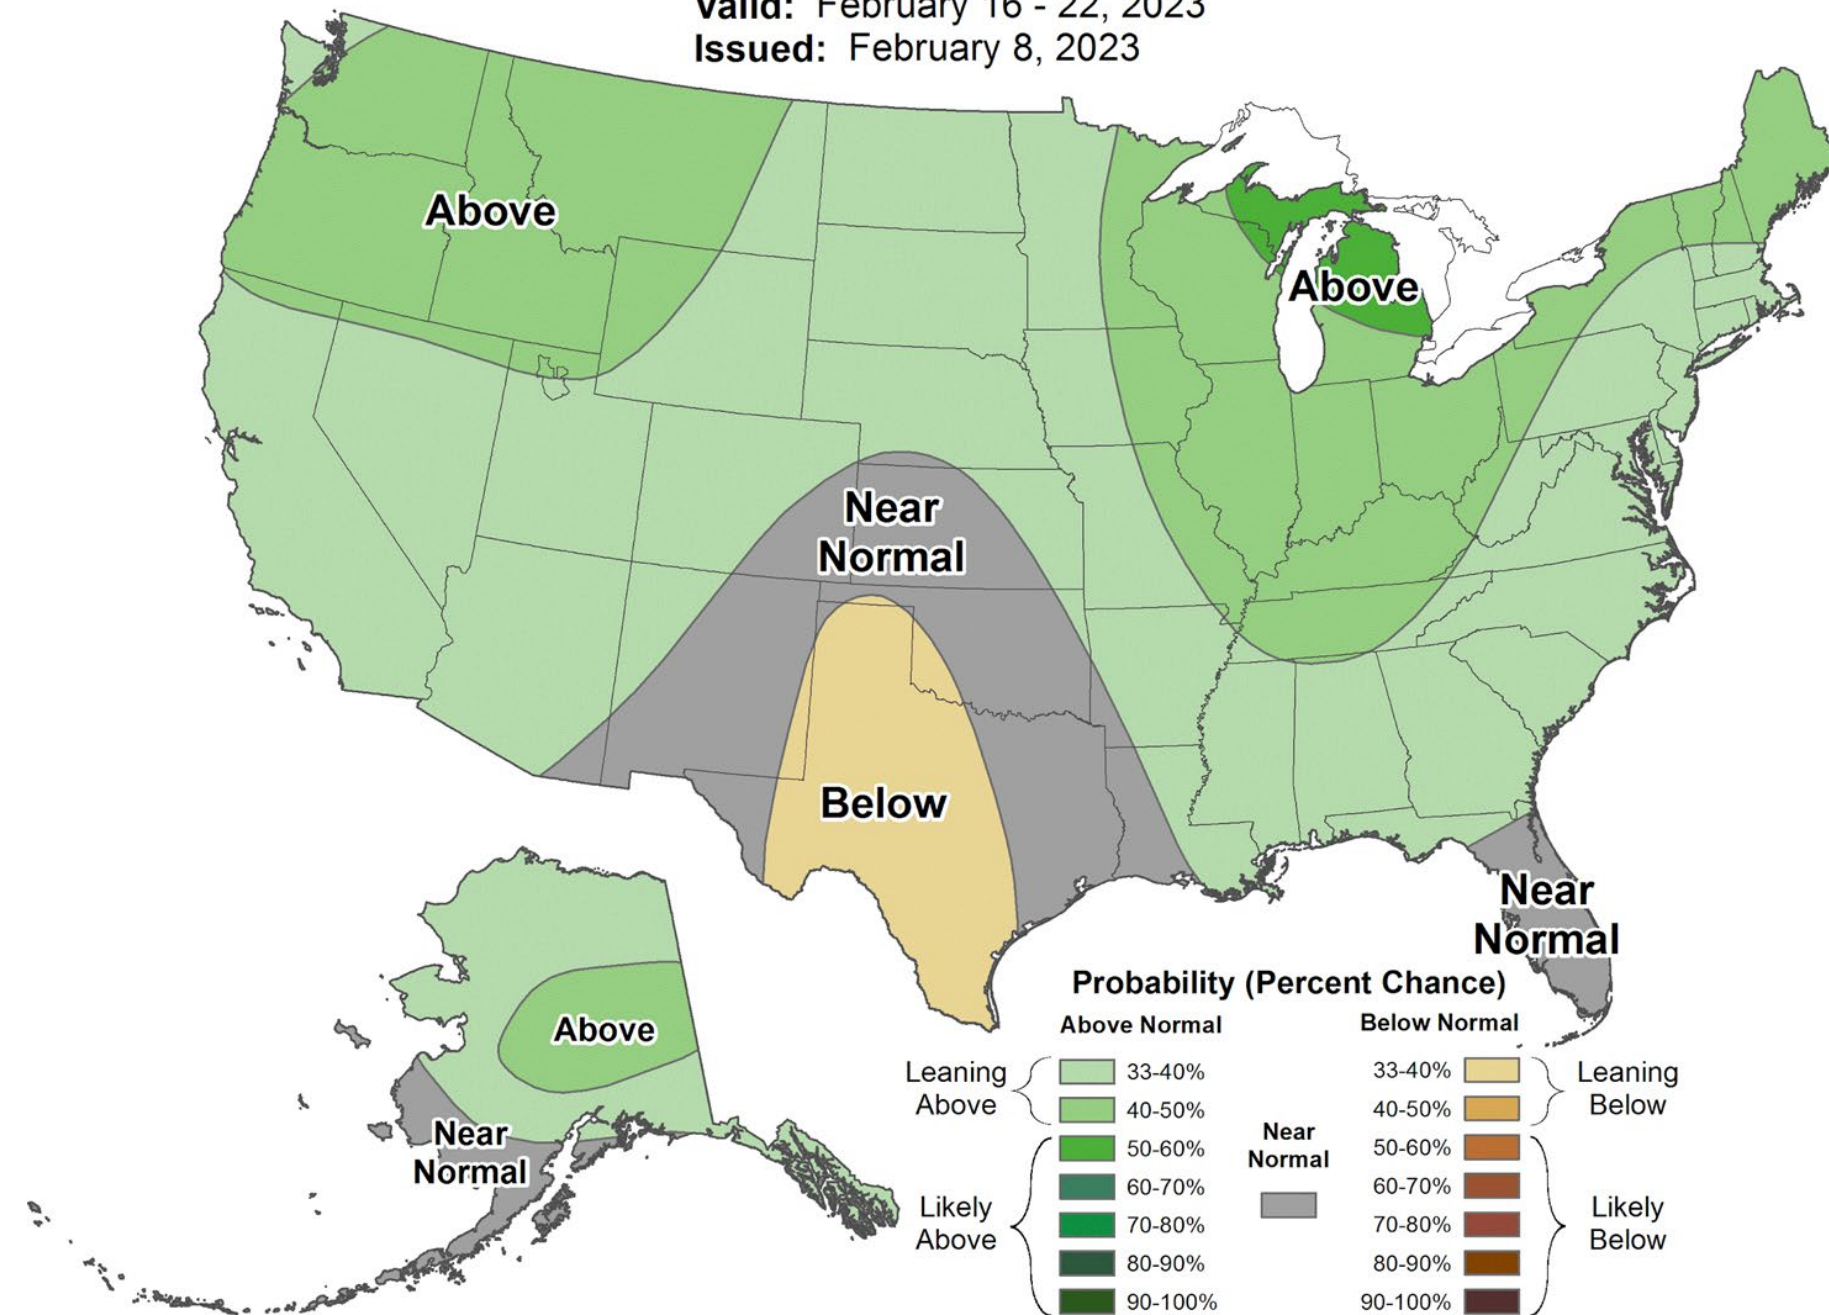 Valid: February 16 - 22, 2023
Issued: February 8, 2023
Above
Above
Near
Normal
Below
Near
Normal
Above
Near
Normal
Probability (Percent Chance)
Above Normal
Below Normal
Leaning
Above
33-40%
40-50%
Likely
Above
50-60%
60-70%
70-80%
80-90%
90-100%
Near
Normal
33-40%
40-50%
Leaning
Below
50-60%
60-70%
70-80%
80-90%
90-100%
Likely
Below